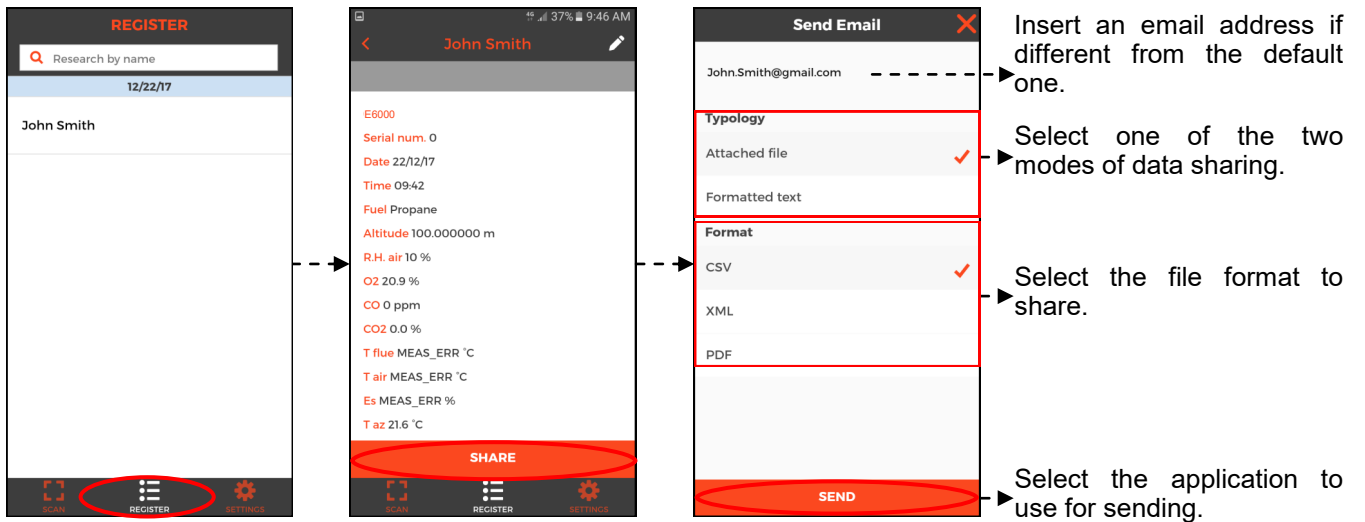 REGISTER
Research by name
12/22/17
John Smith
SCAN
REGISTER
SETTINGS
4G 37% 9:46 AM
John Smith
E6000
Serial num. 0
Date 22/12/17
Time 09:42
Fuel Propane
Altitude 100.000000 m
R.H. air 10 %
O2 20.9 %
CO 0 ppm
CO2 0.0 %
T flue MEAS_ERR °C
T air MEAS_ERR °C
Es MEAS_ERR %
T az 21.6 °C
SHARE
SCAN
REGISTER
SETTINGS
Send Email
John.Smith@gmail.com
Typology
Attached file
Formatted text
Format
CSV
XML
PDF
SEND
Insert an email address if
different from the default
one.
Select one of the two
modes of data sharing.
Select the file format to
share.
Select the application to
use for sending.